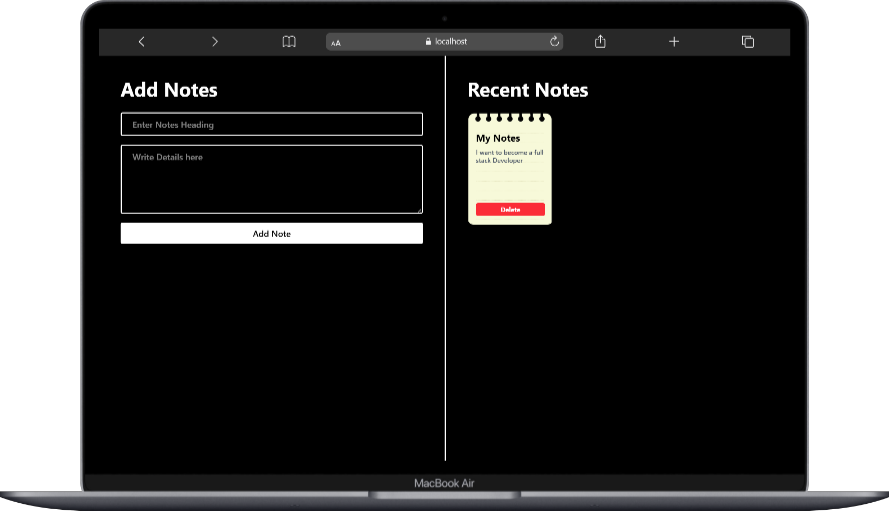 AA
localhost
Add Notes
Enter Notes Heading
Write Details here
Add Note
Recent Notes
My Notes
I want to become a full
stack Developer
Delete
MacBook Air